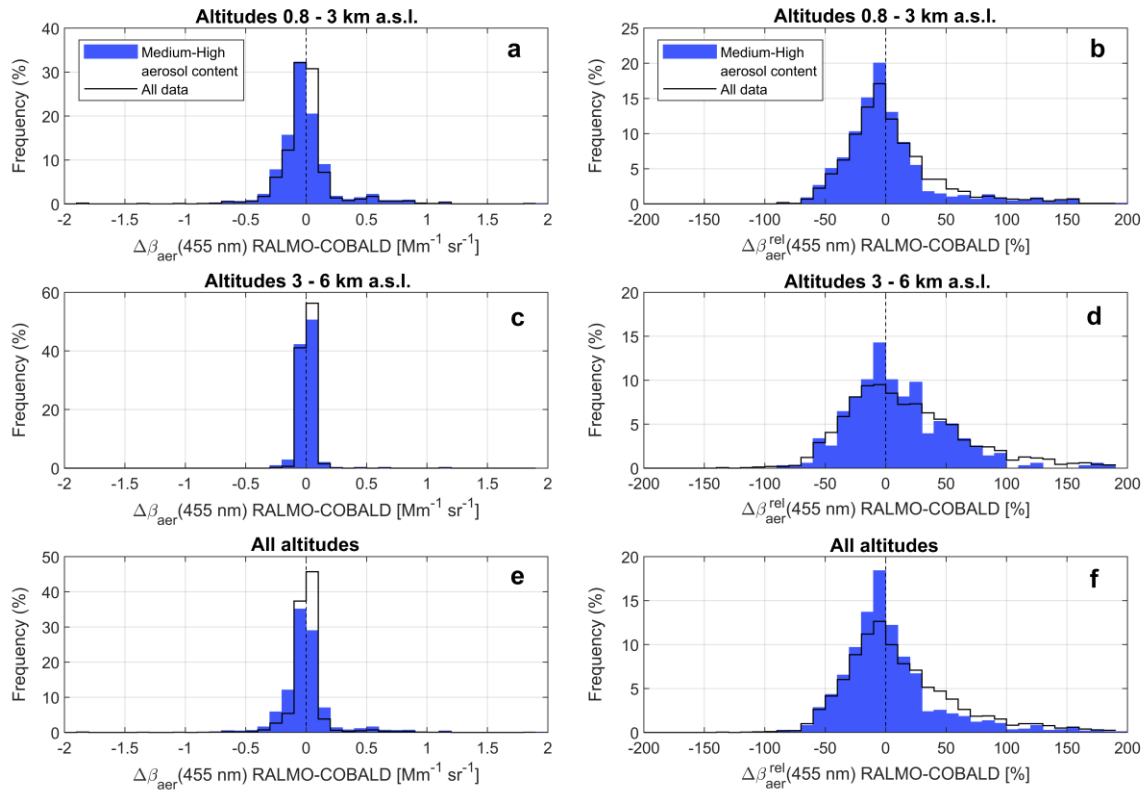 Altitudes 0.8 - 3 km a.s.l.
a
Medium-High
aerosol content
All data
Frequency (%)
40
30
20
10
0
-2 -1.5 -1 -0.5 0 0.5 1 1.5 2
Δβaer(455 nm) RALMO-COBALD [Mm-1 sr-1]
Altitudes 0.8 - 3 km a.s.l.
b
Medium-High
aerosol content
All data
Frequency (%)
25
20
15
10
5
0
-200 -150 -100 -50 0 50 100 150 200
Δβaer rel(455 nm) RALMO-COBALD [%]
Altitudes 3 - 6 km a.s.l.
c
Frequency (%)
60
40
20
0
-2 -1.5 -1 -0.5 0 0.5 1 1.5 2
Δβaer(455 nm) RALMO-COBALD [Mm-1 sr-1]
Altitudes 3 - 6 km a.s.l.
d
Frequency (%)
20
15
10
5
0
-200 -150 -100 -50 0 50 100 150 200
Δβaer rel(455 nm) RALMO-COBALD [%]
All altitudes
e
Frequency (%)
50
40
30
20
10
0
-2 -1.5 -1 -0.5 0 0.5 1 1.5 2
Δβaer(455 nm) RALMO-COBALD [Mm-1 sr-1]
All altitudes
f
Frequency (%)
20
15
10
5
0
-200 -150 -100 -50 0 50 100 150 200
Δβaer rel(455 nm) RALMO-COBALD [%]